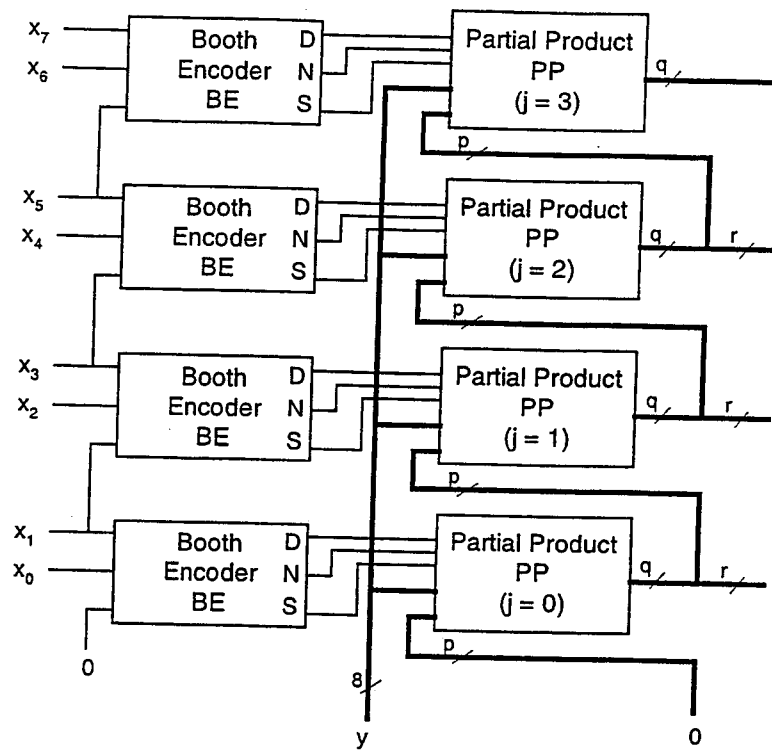 x₇ Booth D Partial Product
x₆ Encoder N PP q
BE S (j = 3)
p
x₅ Booth D Partial Product
x₄ Encoder N PP q r
BE S (j = 2)
p
x₃ Booth D Partial Product
x₂ Encoder N PP q r
BE S (j = 1)
p
x₁ Booth D Partial Product
x₀ Encoder N PP q r
BE S (j = 0)
p
0 8
y 0